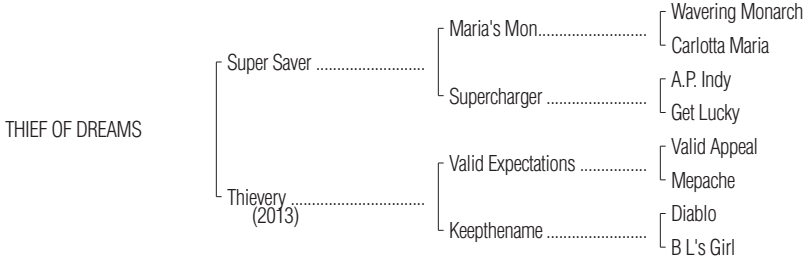 Wavering Monarch
Maria's Mon..........................
Carlotta Maria
Super Saver ..........................
A.P. Indy
Supercharger ........................
Get Lucky
THIEF OF DREAMS
Valid Appeal
Valid Expectations ................
Mepache
Thievery ................................
(2013)
Diablo
Keepthename ........................
B L's Girl